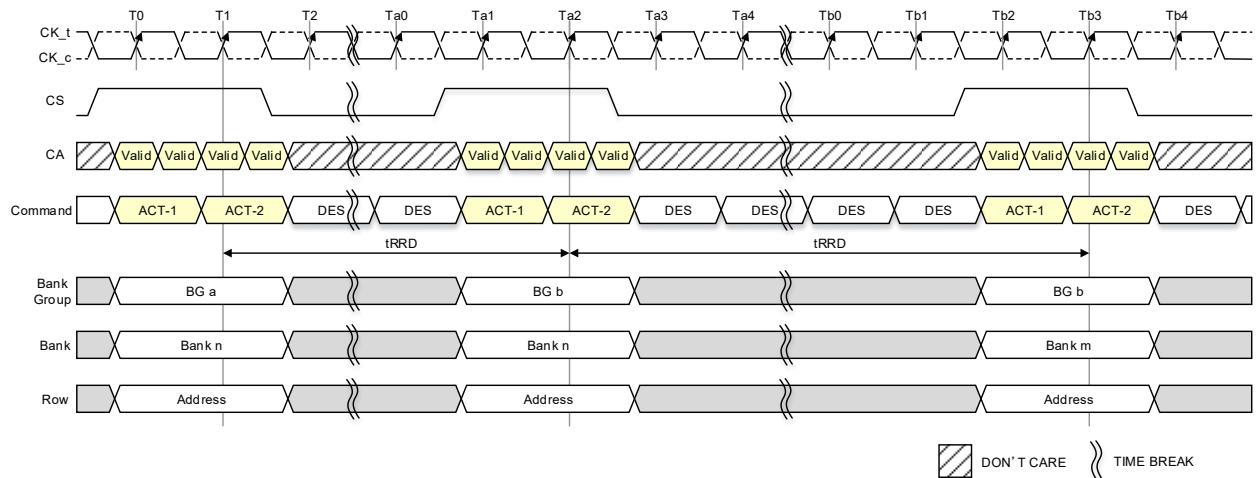 T0 T1 T2 Ta0 Ta1 Ta2 Ta3 Ta4 Tb0 Tb1 Tb2 Tb3 Tb4
CK_t
CK_c
CS
CA Valid Valid Valid Valid Valid Valid Valid Valid Valid Valid Valid Valid
Command ACT-1 ACT-2 DES DES ACT-1 ACT-2 DES DES DES DES ACT-1 ACT-2 DES
tRRD tRRD
Bank
Group BG a BG b BG b
Bank Bank n Bank n Bank m
Row Address Address Address
DON'T CARE TIME BREAK